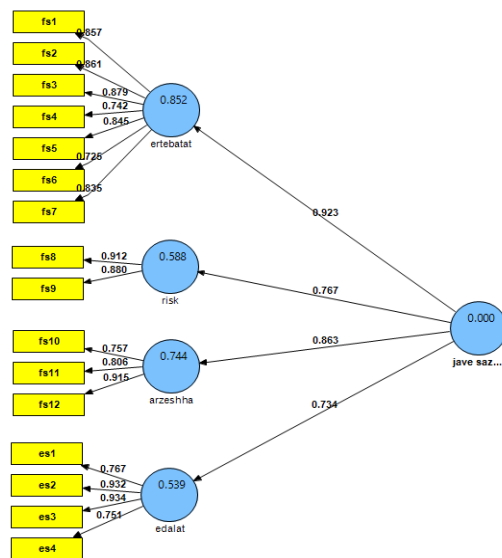 fs1
0.857
fs2
0.861
fs3
0.879
0.852
fs4
0.742
fs5
0.845
ertebatat
fs6
0.725
fs7
0.835
0.923
fs8
0.912
0.588
fs9
0.880
risk
0.767
0.000
fs10
0.757
0.744
0.863
jave saz...
fs11
0.806
fs12
0.915
arzeshha
0.734
es1
0.767
es2
0.932
0.539
es3
0.934
es4
0.751
edalat